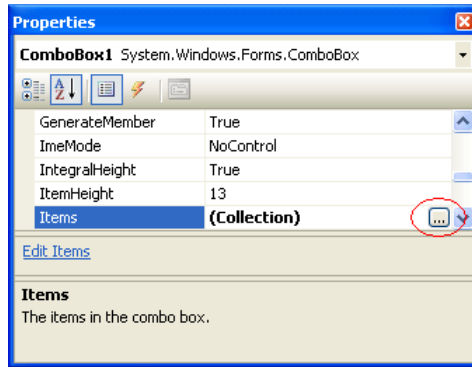 Properties
ComboBox1 System.Windows.Forms.ComboBox
GenerateMember True
ImeMode NoControl
IntegralHeight True
ItemHeight 13
Items (Collection) ...
Edit Items
Items
The items in the combo box.